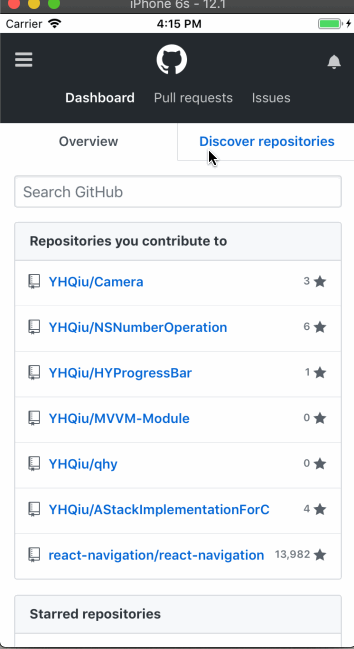 iPhone 6s - 12.1
Carrier 4:15 PM
Dashboard Pull requests Issues
Overview Discover repositories
Search GitHub
Repositories you contribute to
YHQiu/Camera 3
YHQiu/NSNumberOperation 6
YHQiu/HYProgressBar 1
YHQiu/MVVM-Module 0
YHQiu/qhy 0
YHQiu/AStackImplementationForC 4
react-navigation/react-navigation 13,982
Starred repositories